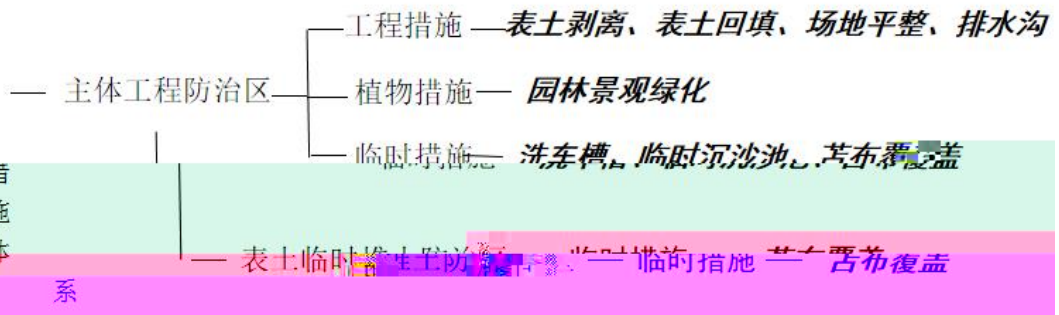 工程措施 表土剥离、表土回填、场地平整、排水沟
主体工程防治区 植物措施 园林景观绿化
临时措施 洗车槽、临时沉沙池、苫布覆盖
措
施
体
表土临时堆土防治区 临时措施 苫布覆盖
系